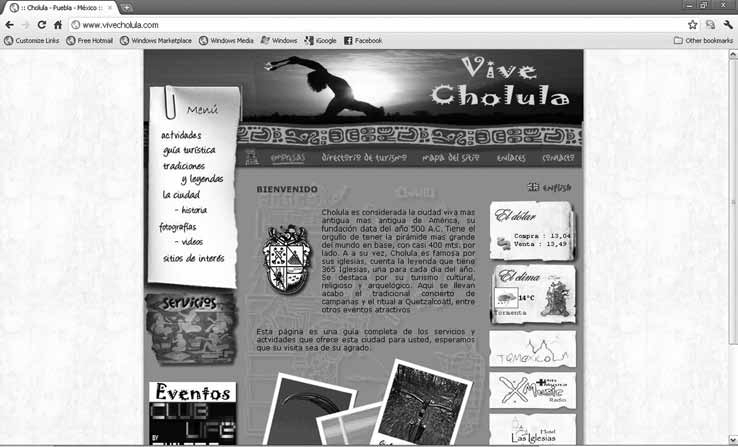 :: Cholula - Puebla - México ::
www.vivecholula.com
Customize Links
Free Hotmail
Windows Marketplace
Windows Media
Windows
iGoogle
Facebook
Other bookmarks
Vive
Cholula
Menú
actividades
guía turística
tradiciones
y leyendas
la ciudad
- historia
fotografías
- videos
sitios de interés
servicios
Eventos
CLUB
LIFE
BY
empresas
directorio de turismo
mapa del sitio
enlaces
contacto
English
BIENVENIDO
Cholula es considerada la ciudad viva mas
antigua mas antigua de América, su
fundación data del año 500 A.C. Tiene el
orgullo de tener la pirámide mas grande
del mundo en base, con casi 400 mts. por
lado. A a su vez, Cholula es famosa por
sus iglesias, cuenta la leyenda que tiene
365 Iglesias, una para cada dia del año.
Se destaca por su turismo cultural,
religioso y arquelógico. Aqui se llevan
acabo el tradicional concierto de
campanas y el ritual a Quetzalcoátl, entre
otros eventos atractivos
Esta página es una guía completa de los servicios y
actvdades que ofrece esta ciudad para usted, esperamos
que su visita sea de su agrado.
El dólar
Compra : 13,04
Venta : 13,49
El clima
14°C
Tormenta
Music
Radio
Hotel
Las Iglesias